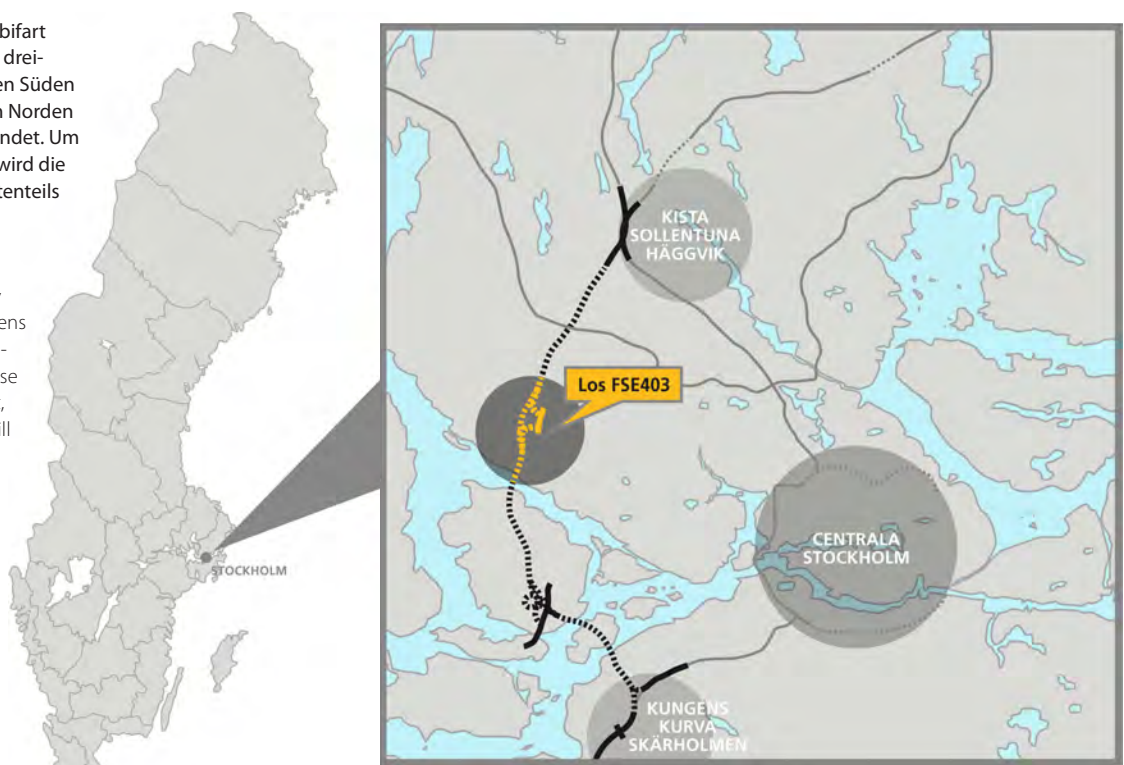 bifart
drei-
en Süden
n Norden
ndet. Um
wird die
tenteils
ens
-
se
,
ill
STOCKHOLM
KISTA
SOLLENTUNA
HÄGGVIK
Los FSE403
CENTRALA
STOCKHOLM
KUNGENS
KURVA
SKÄRHOLMEN